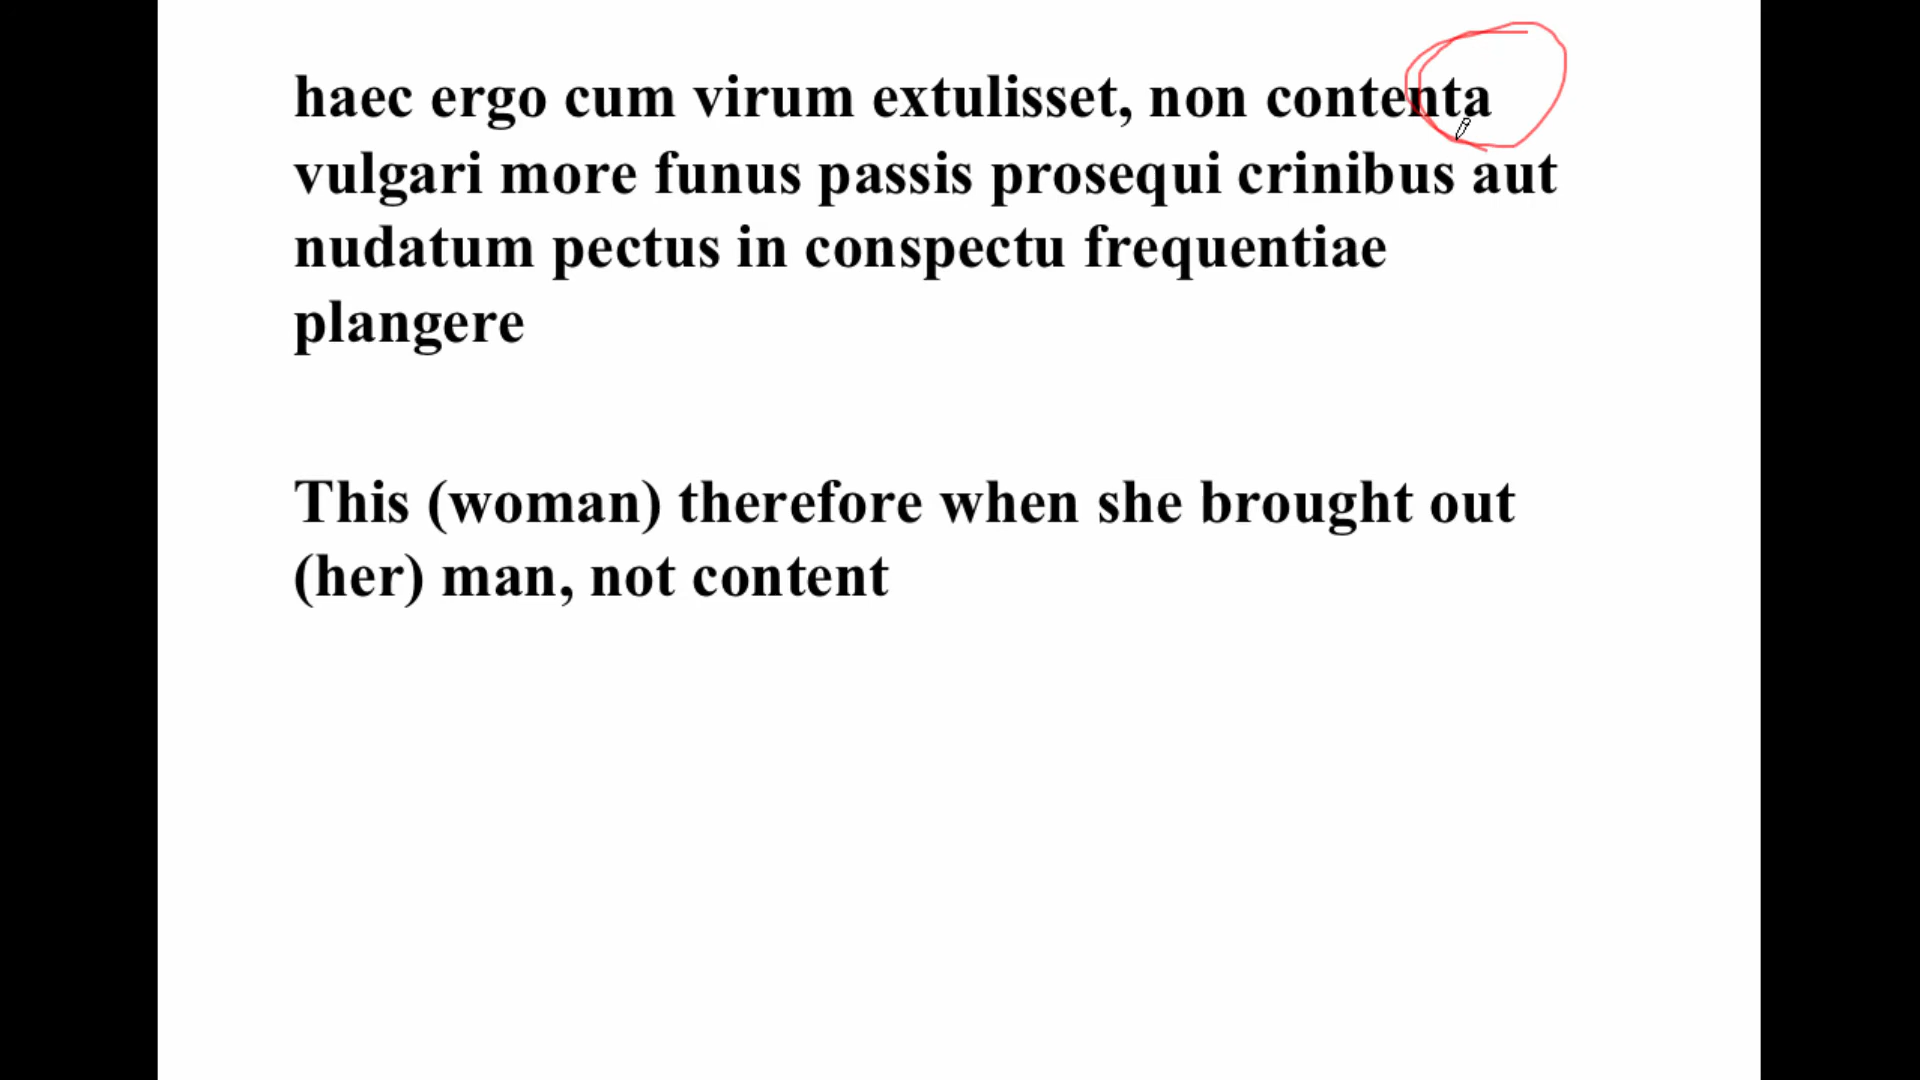 haec ergo cum virum extulisset, non contenta
vulgari more funus passis prosequi crinibus aut
nudatum pectus in conspectu frequentiae
plangere
This (woman) therefore when she brought out
(her) man, not content